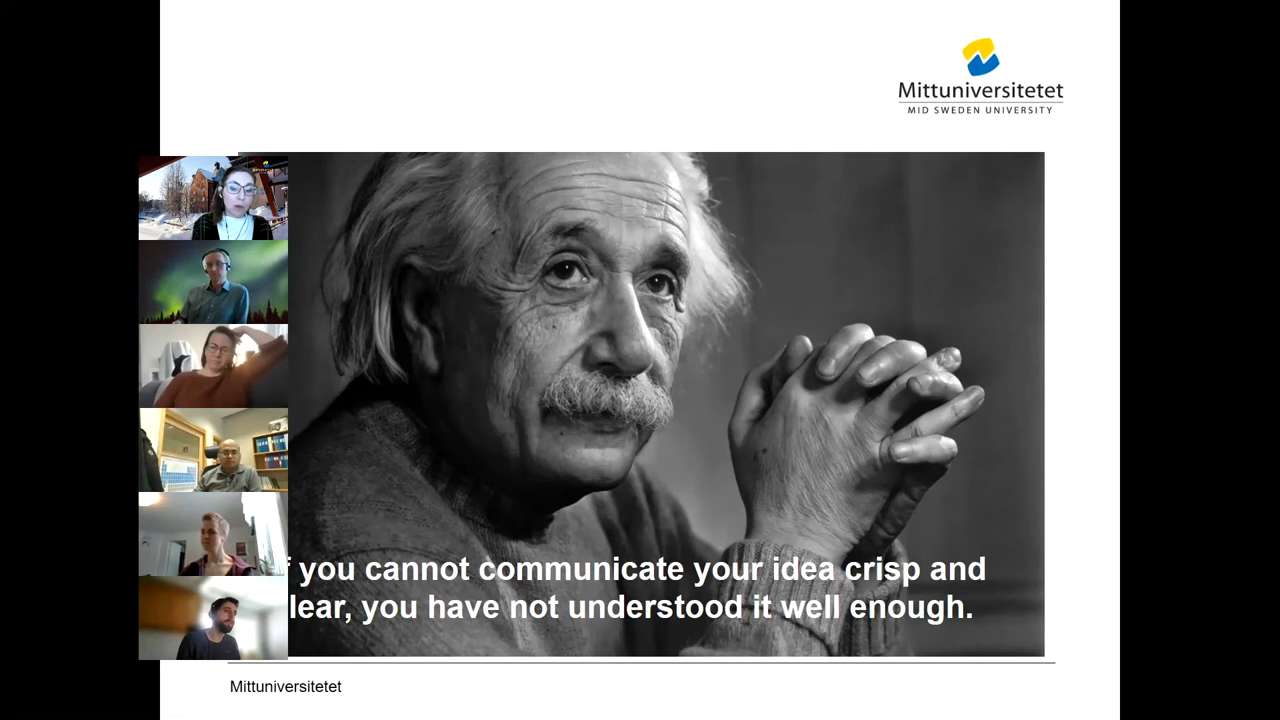 Mittuniversitetet
MID SWEDEN UNIVERSITY
you cannot communicate your idea crisp and
lear, you have not understood it well enough.
Mittuniversitetet